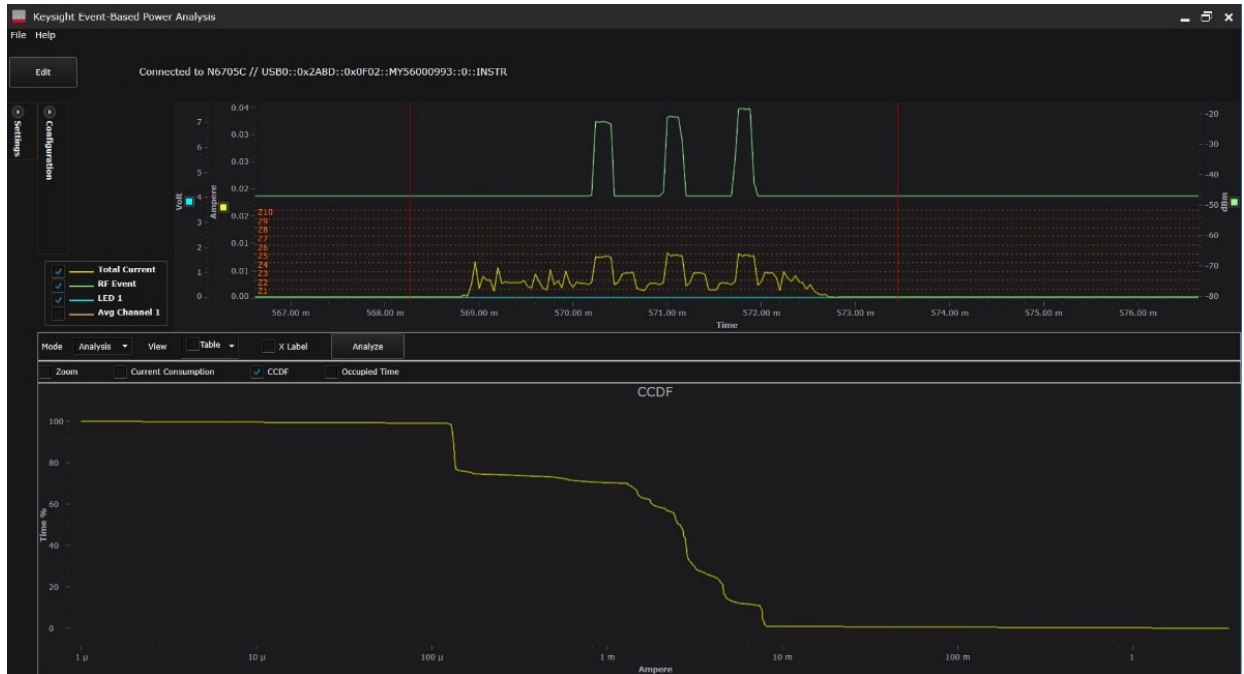 Keysight Event-Based Power Analysis
File Help
Edit
Connected to N6705C // USB0::0x2A8D::0x0F02::MY56000993::0::INSTR
Settings
Configuration
Volt
7
6
5
4
3
2
1
0
Ampere
0.04
0.03
0.03
0.02
0.02
0.01
0.01
0.00
Z10
Z9
Z8
Z7
Z6
Z5
Z4
Z3
Z2
Z1
-20
-30
-40
-50
-60
-70
-80
dBm
567.00 m 568.00 m 569.00 m 570.00 m 571.00 m 572.00 m 573.00 m 574.00 m 575.00 m 576.00 m
Time
Total Current
RF Event
LED 1
Avg Channel 1
Mode Analysis View Table X Label Analyze
Zoom Current Consumption CCDF Occupied Time
CCDF
Time %
100
80
60
40
20
0
1 µ 10 µ 100 µ 1 m 10 m 100 m 1
Ampere